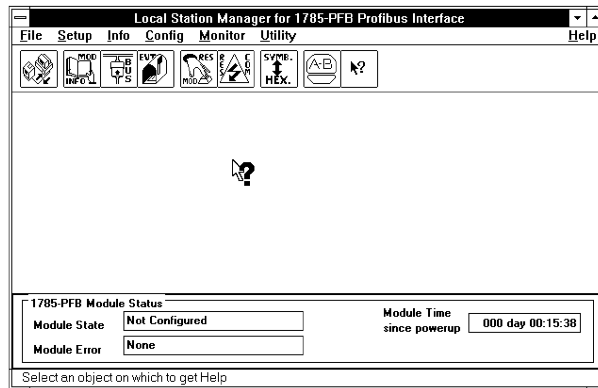 Local Station Manager for 1785-PFB Profibus Interface
File Setup Info Config Monitor Utility Help
MOD INFO BUS EVT RES MOD RES COM SYMB. HEX. A-B ?
?
1785-PFB Module Status
Module State Not Configured
Module Time since powerup 000 day 00:15:38
Module Error None
Select an object on which to get Help